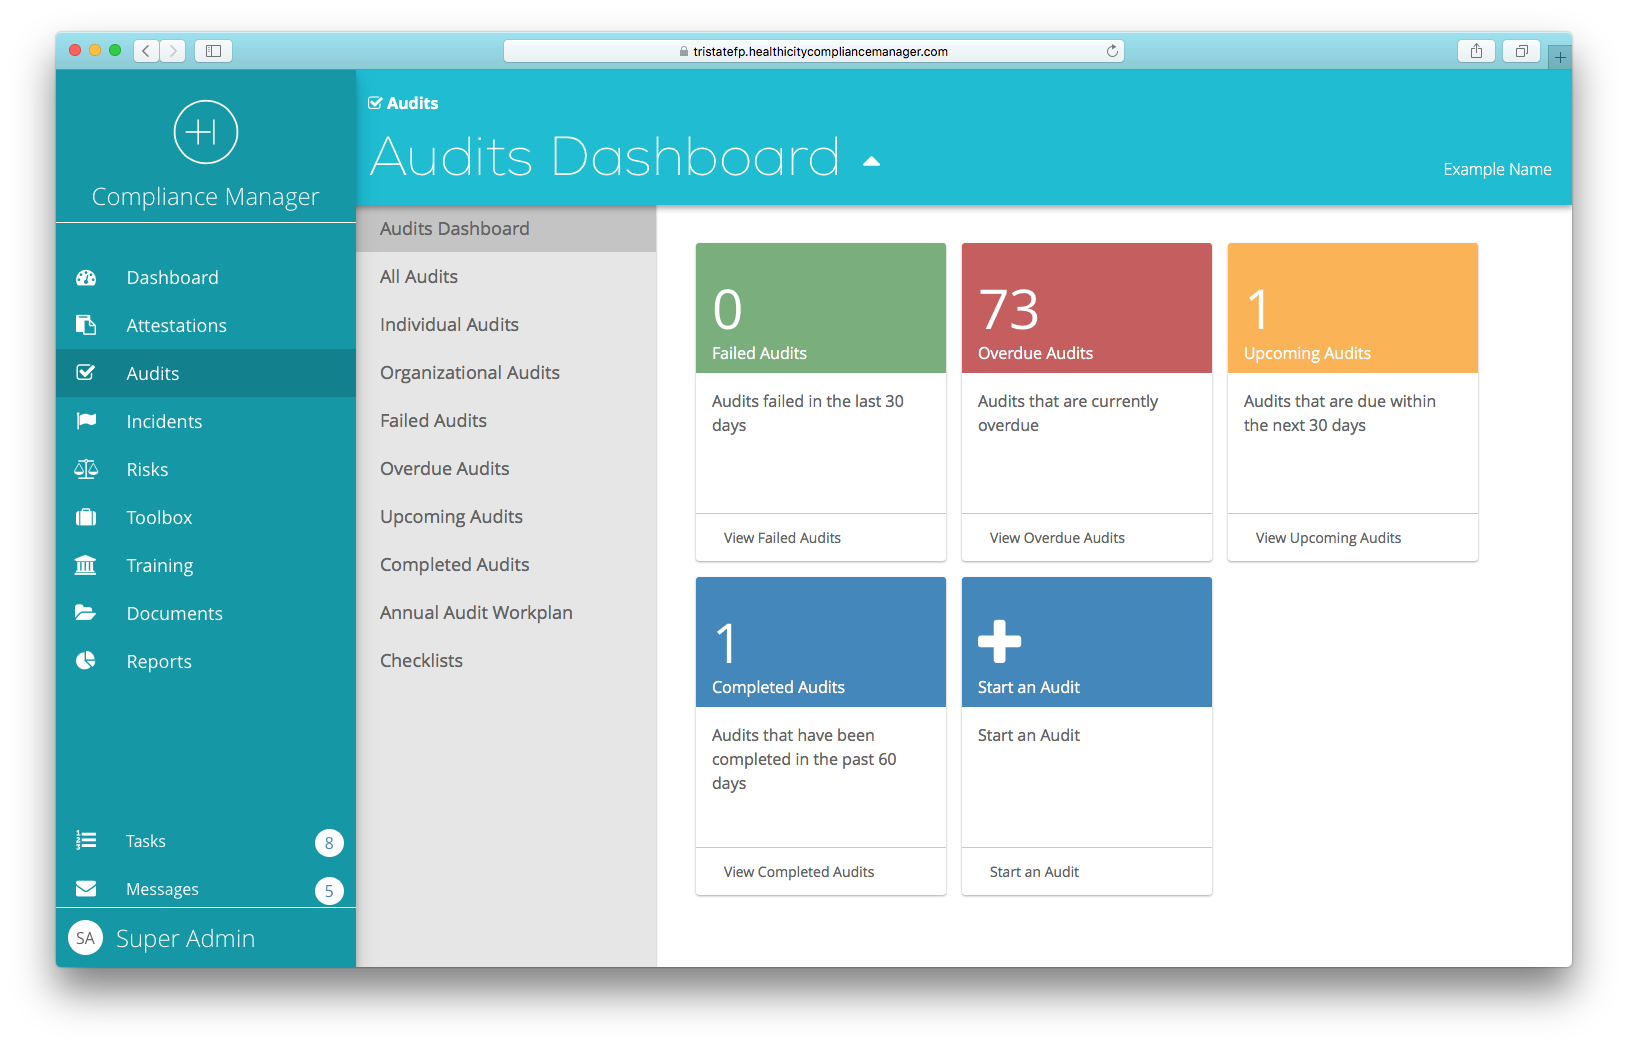 tristatefp.healthicitycompliancemanager.com
Compliance Manager
Dashboard
Attestations
Audits
Incidents
Risks
Toolbox
Training
Documents
Reports
Tasks 8
Messages 5
SA Super Admin
Audits
Audits Dashboard
Example Name
Audits Dashboard
All Audits
Individual Audits
Organizational Audits
Failed Audits
Overdue Audits
Upcoming Audits
Completed Audits
Annual Audit Workplan
Checklists
0
Failed Audits
Audits failed in the last 30
days
View Failed Audits
73
Overdue Audits
Audits that are currently
overdue
View Overdue Audits
1
Upcoming Audits
Audits that are due within
the next 30 days
View Upcoming Audits
1
Completed Audits
Audits that have been
completed in the past 60
days
View Completed Audits
Start an Audit
Start an Audit
Start an Audit